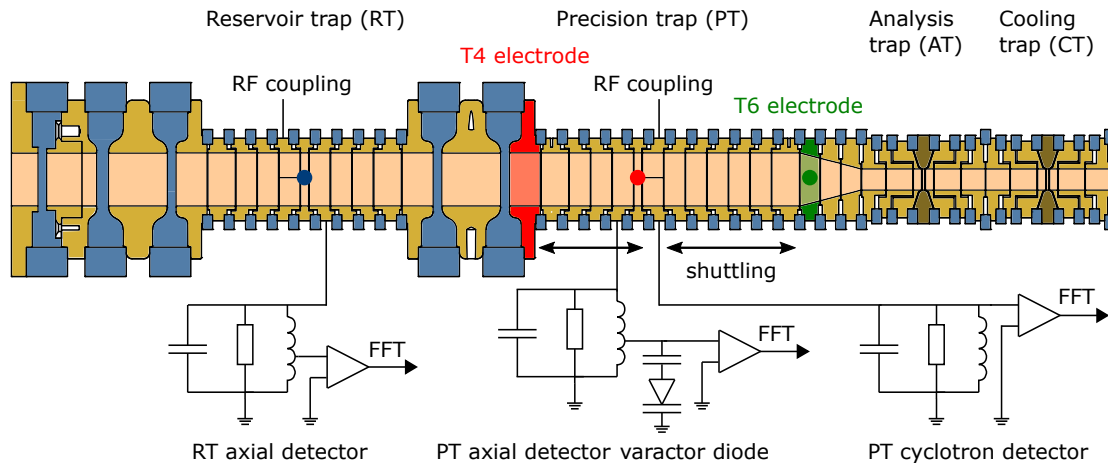 Reservoir trap (RT)
Precision trap (PT)
Analysis
trap (AT)
Cooling
trap (CT)
T4 electrode
RF coupling
RF coupling
T6 electrode
shuttling
FFT
FFT
FFT
RT axial detector
PT axial detector
varactor diode
PT cyclotron detector